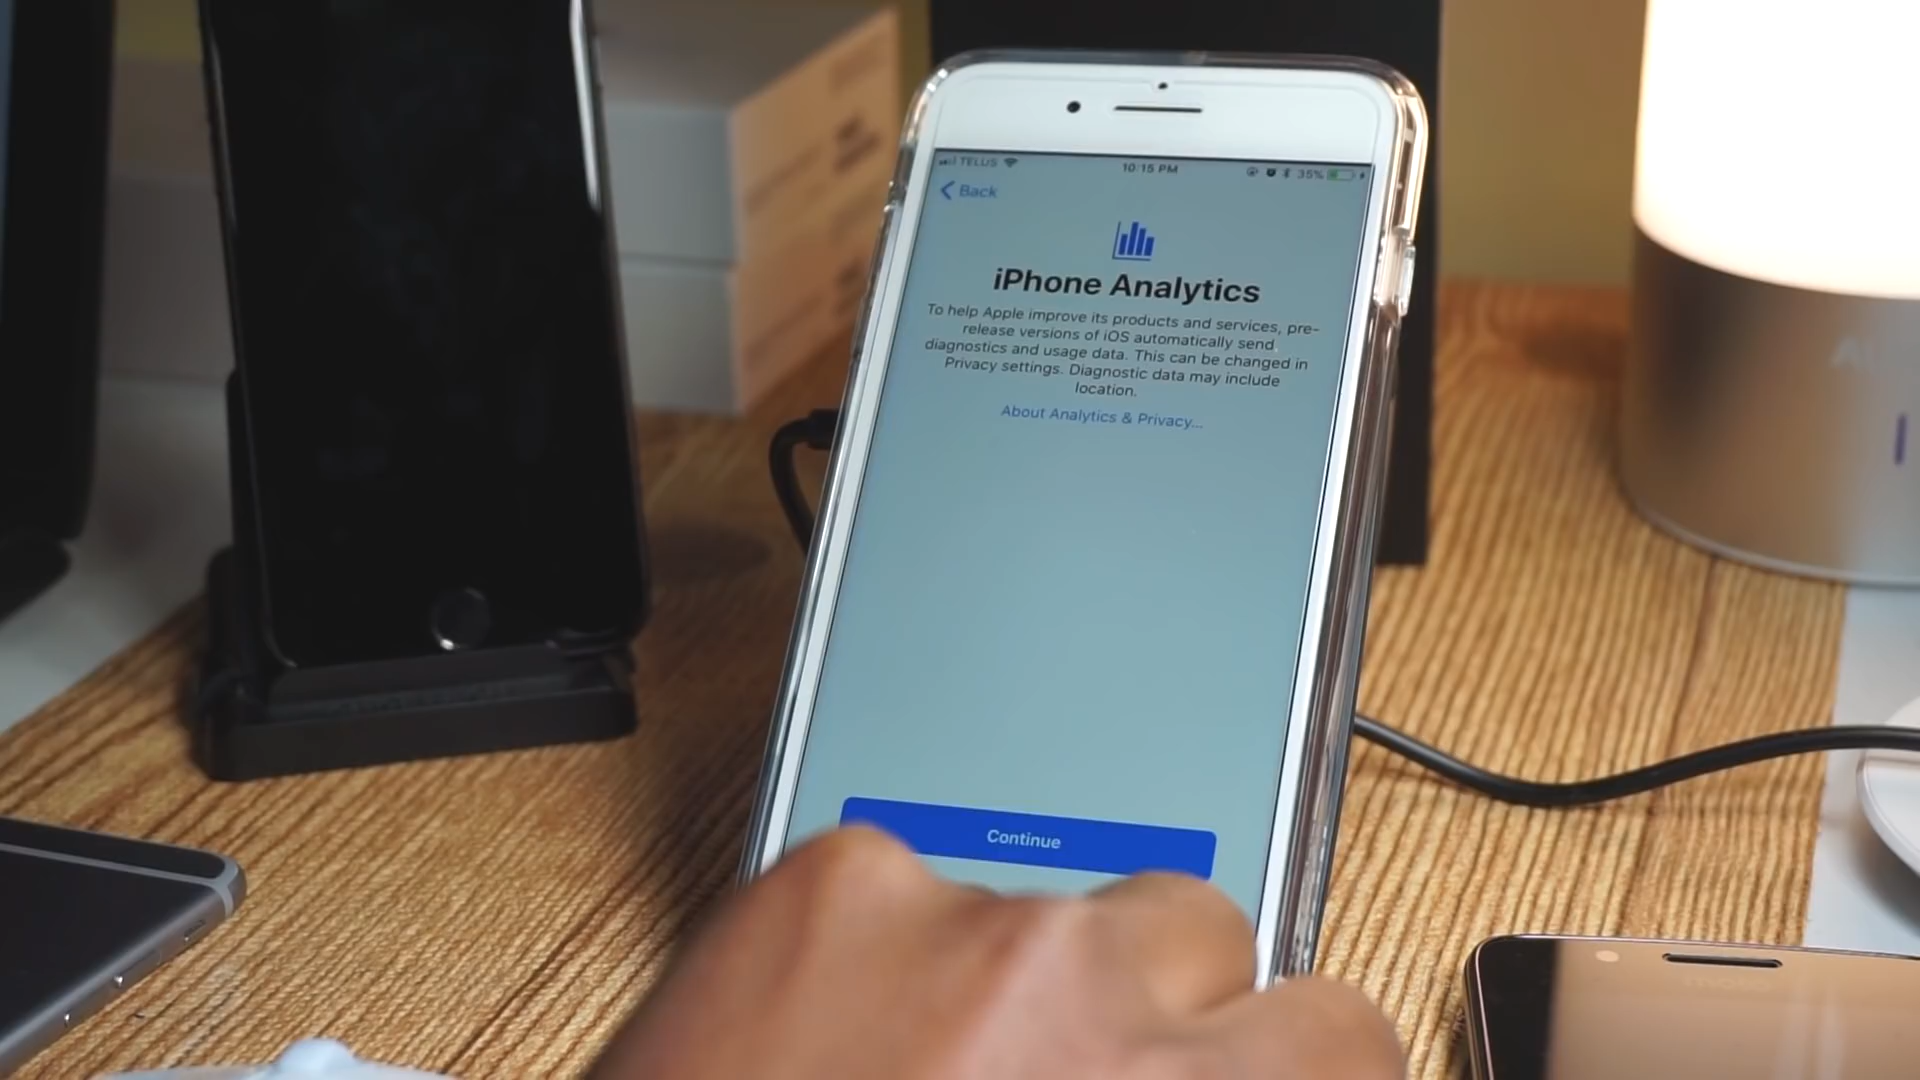 TELUS 10:15 PM 35%
Back
iPhone Analytics
To help Apple improve its products and services, pre-
release versions of iOS automatically send
diagnostics and usage data. This can be changed in
Privacy settings. Diagnostic data may include
location.
About Analytics & Privacy...
Continue